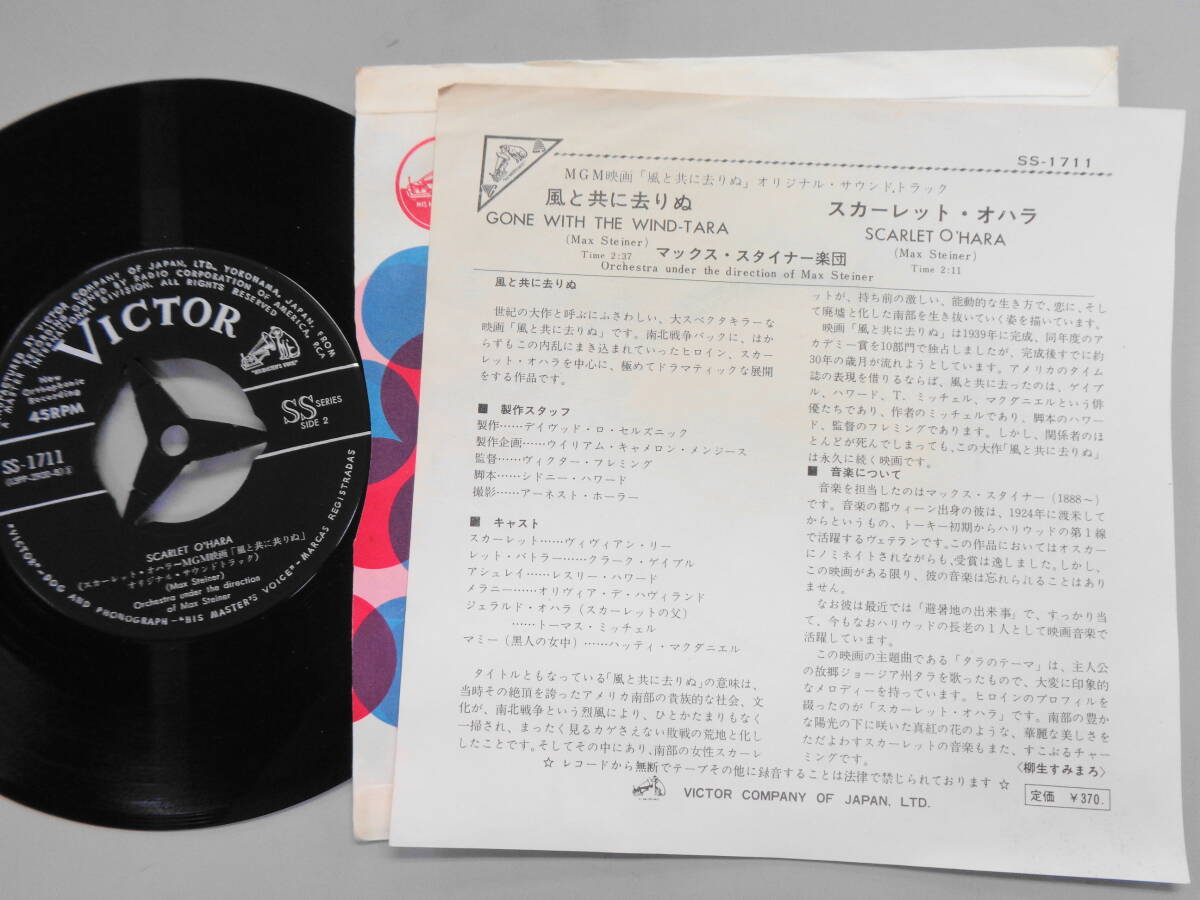 SS-1711
MGM映画「風と共に去りぬ」オリジナル・サウンド,トラック
風と共に去りぬ
GONE WITH THE WIND-TARA
(Max Steiner)
Time 2:37
スカーレット・オハラ
SCARLET O'HARA
(Max Steiner)
Time 2:11
マックス・スタイナー楽団
Orchestra under the direction of Max Steiner
風と共に去りぬ
世紀の大作と呼ぶにふさわしい、大スペクタキラーな
映画「風と共に去りぬ」です。南北戦争バックに、はか
らずもこの内乱にまき込まれていったヒロイン、スカー
レット・オハラを中心に、極めてドラマティックな展開
をする作品です。
■ 製作スタッフ
製作……デイヴッド・ロ・セルズニック
製作企画……ウイリアム・キャメロン・メンジース
監督……ヴィクター・フレミング
脚本……シドニー・ハワード
撮影……アーネスト・ホーラー
■ キャスト
スカーレット……ヴィヴィアン・リー
レット・バトラー……クラーク・ゲイブル
アシュレイ……レスリー・ハワード
メラニー……オリヴィア・デ・ハヴィランド
ジェラルド・オハラ(スカーレットの父)
……トーマス・ミッチェル
マミー(黒人の女中)……ハッティ・マクダニエル
タイトルともなっている「風と共に去りぬ」の意味は、
当時その絶頂を誇ったアメリカ南部の貴族的な社会、文
化が、南北戦争という烈風により、ひとかたまりもなく
一掃され、まったく見るカゲさえない敗戦の荒地と化し
したことです。そしてその中にあり、南部の女性スカーレ
ットが、持ち前の激しい、能動的な生き方で、恋に、そし
て廃墟と化した南部を生き抜いていく姿を描いています。
映画「風と共に去りぬ」は1939年に完成、同年度のア
カデミー賞を10部門で独占しましたが、完成後すでに約
30年の歳月が流れようとしています。アメリカのタイム
誌の表現を借りるならば、風と共に去ったのは、ゲイブ
ル、ハワード、T. ミッチェル、マクダニエルという俳
優たちであり、作者のミッチェルであり、脚本のハワー
ド、監督のフレミングであります。しかし、関係者のほ
とんどが死んでしまっても、この大作「風と共に去りぬ」
は永久に続く映画です。
■ 音楽について
音楽を担当したのはマックス・スタイナー(1888〜)
です。音楽の都ウィーン出身の彼は、1924年に渡米して
からというもの、トーキー初期からハリウッドの第1線
で活躍するヴェテランです。この作品においてはオスカー
にノミネイトされながらも、受賞は逸しました。しかし、
この映画がある限り、彼の音楽は忘れられることはあり
ません。
なお彼は最近では「避暑地の出来事」で、すっかり当
て、今もなおハリウッドの長老の1人として映画音楽で
活躍しています。
この映画の主題曲である「タラのテーマ」は、主人公
の故郷ジョージア州タラを歌ったもので、大変に印象的
なメロディーを持っています。ヒロインのプロフィルを
綴ったのが「スカーレット・オハラ」です。南部の豊か
な陽光の下に咲いた真紅の花のような、華麗な美しさを
ただよわすスカーレットの音楽もまた、すこぶるチャー
ミングです。
〈柳生すみまろ〉
☆ レコードから無断でテープその他に録音することは法律で禁じられております ☆
VICTOR COMPANY OF JAPAN, LTD.
定価 ￥370.
VICTOR
"HIS MASTER'S VOICE"
New
Orthophonic
Recording
45RPM
SS SERIES
SIDE 2
SS-1711
SCARLET O'HARA
(スカーレット・オハラーMGM映画「風と共に共りぬ」
オリジナル・サウンドトラック)
(Max Steiner)
Orchestra under the direction
of Max Steiner
"VICTOR"-DOG AND PHONOGRAPH-"HIS MASTER'S VOICE"-MARCAS REGISTRADAS